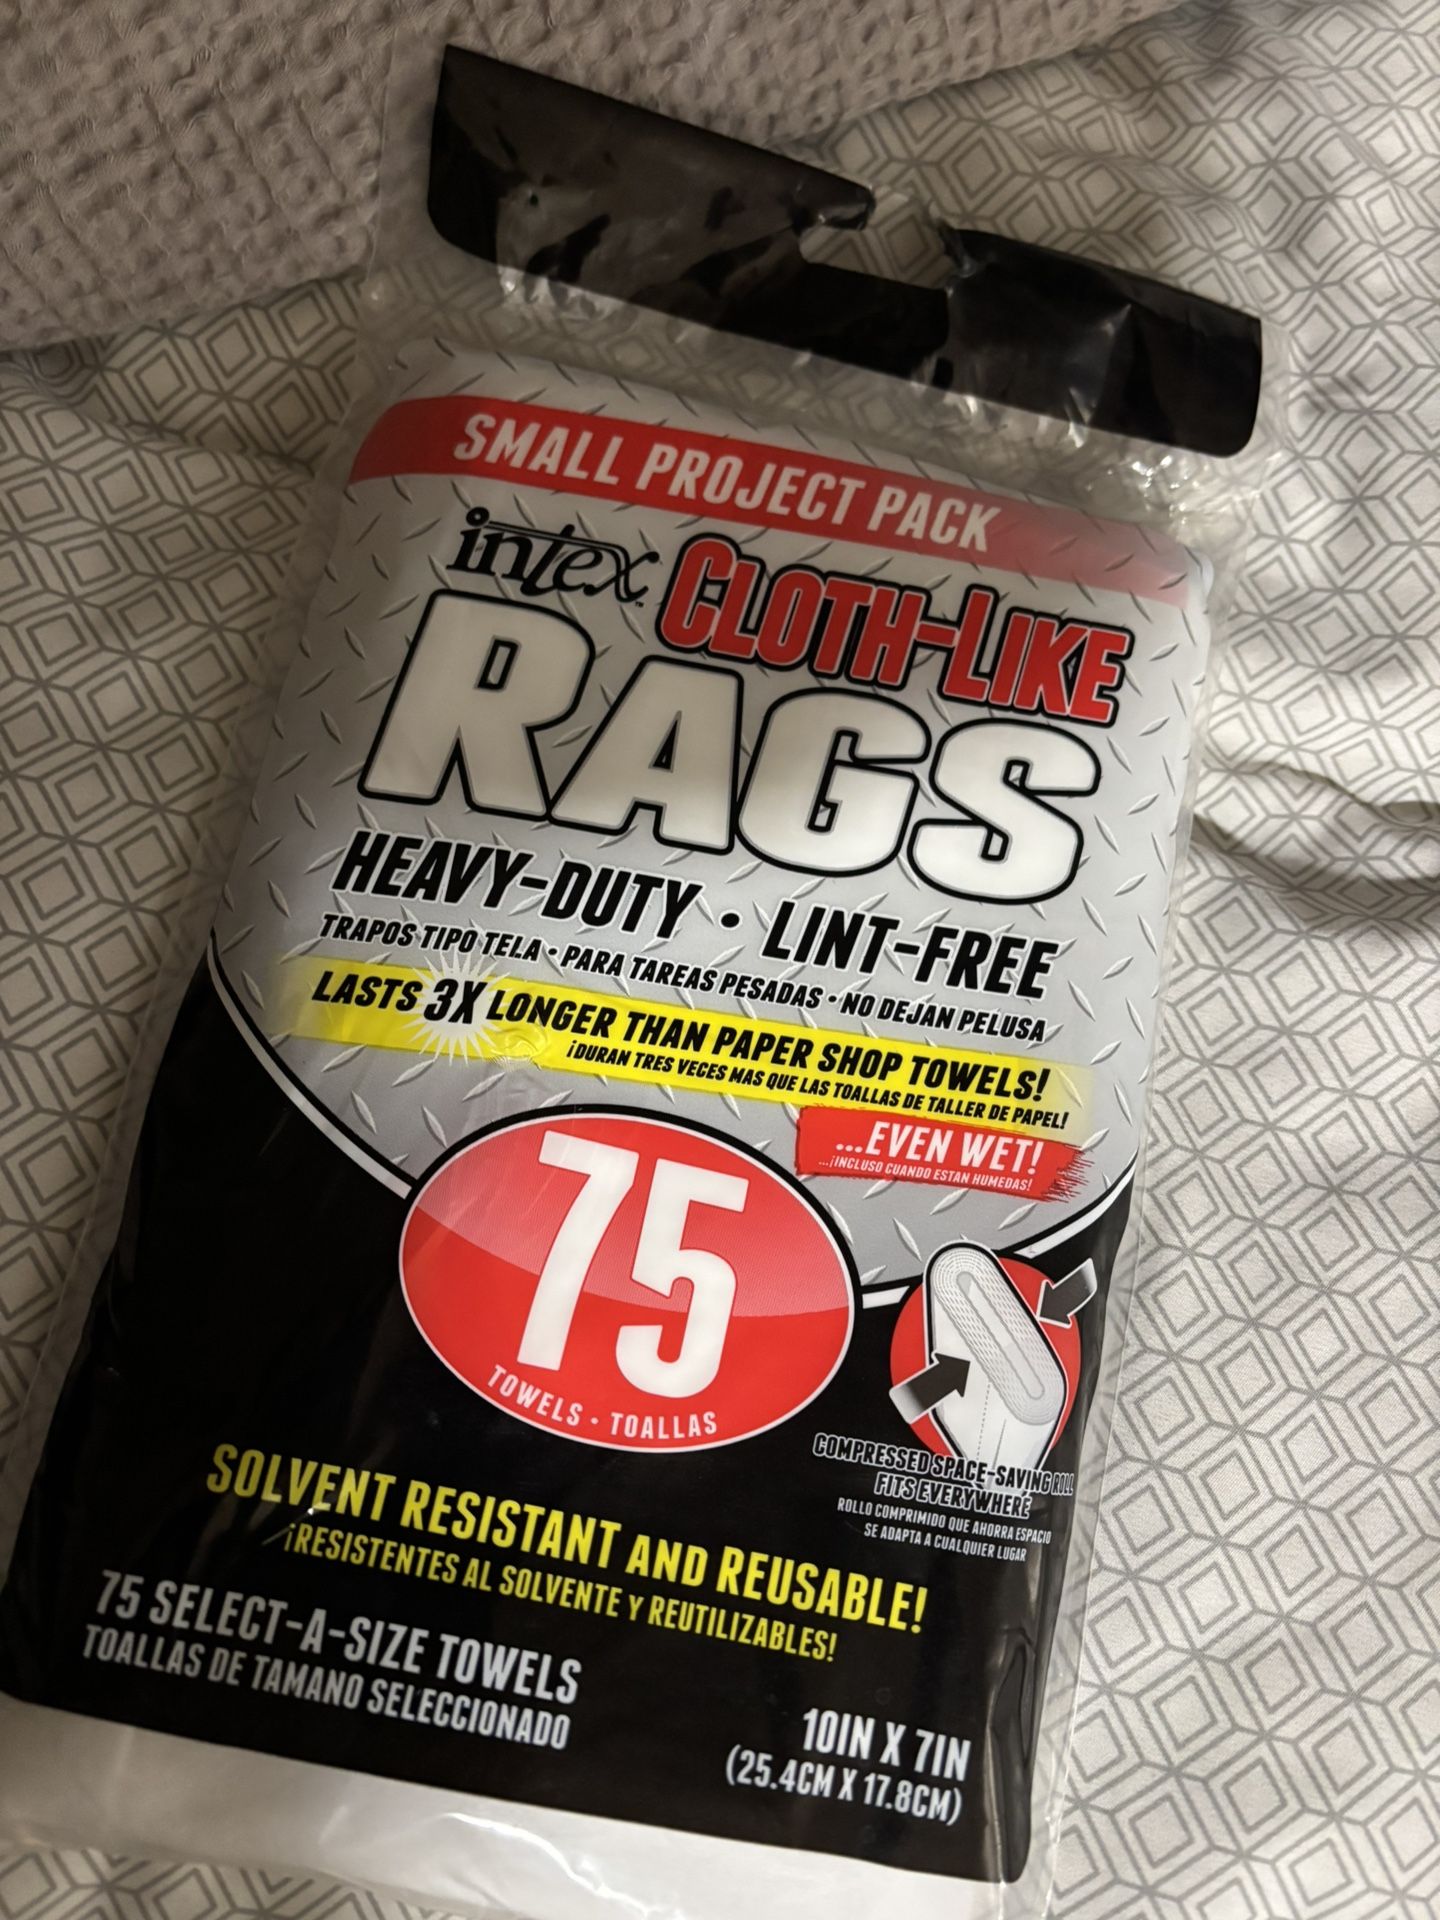 SMALL PROJECT PACK
intex CLOTH-LIKE
RAGS
HEAVY-DUTY • LINT-FREE
TRAPOS TIPO TELA • PARA TAREAS PESADAS • NO DEJAN PELUSA
LASTS 3X LONGER THAN PAPER SHOP TOWELS!
¡DURAN TRES VECES MAS QUE LAS TOALLAS DE TALLER DE PAPEL!
...EVEN WET!
...¡INCLUSO CUANDO ESTAN HUMEDAS!
75
TOWELS • TOALLAS
COMPRESSED SPACE-SAVING ROLL
FITS EVERYWHERE
ROLLO COMPRIMIDO QUE AHORRA ESPACIO
SE ADAPTA A CUALQUIER LUGAR
SOLVENT RESISTANT AND REUSABLE!
¡RESISTENTES AL SOLVENTE Y REUTILIZABLES!
75 SELECT-A-SIZE TOWELS
TOALLAS DE TAMANO SELECCIONADO
10IN X 7IN
(25.4CM X 17.8CM)